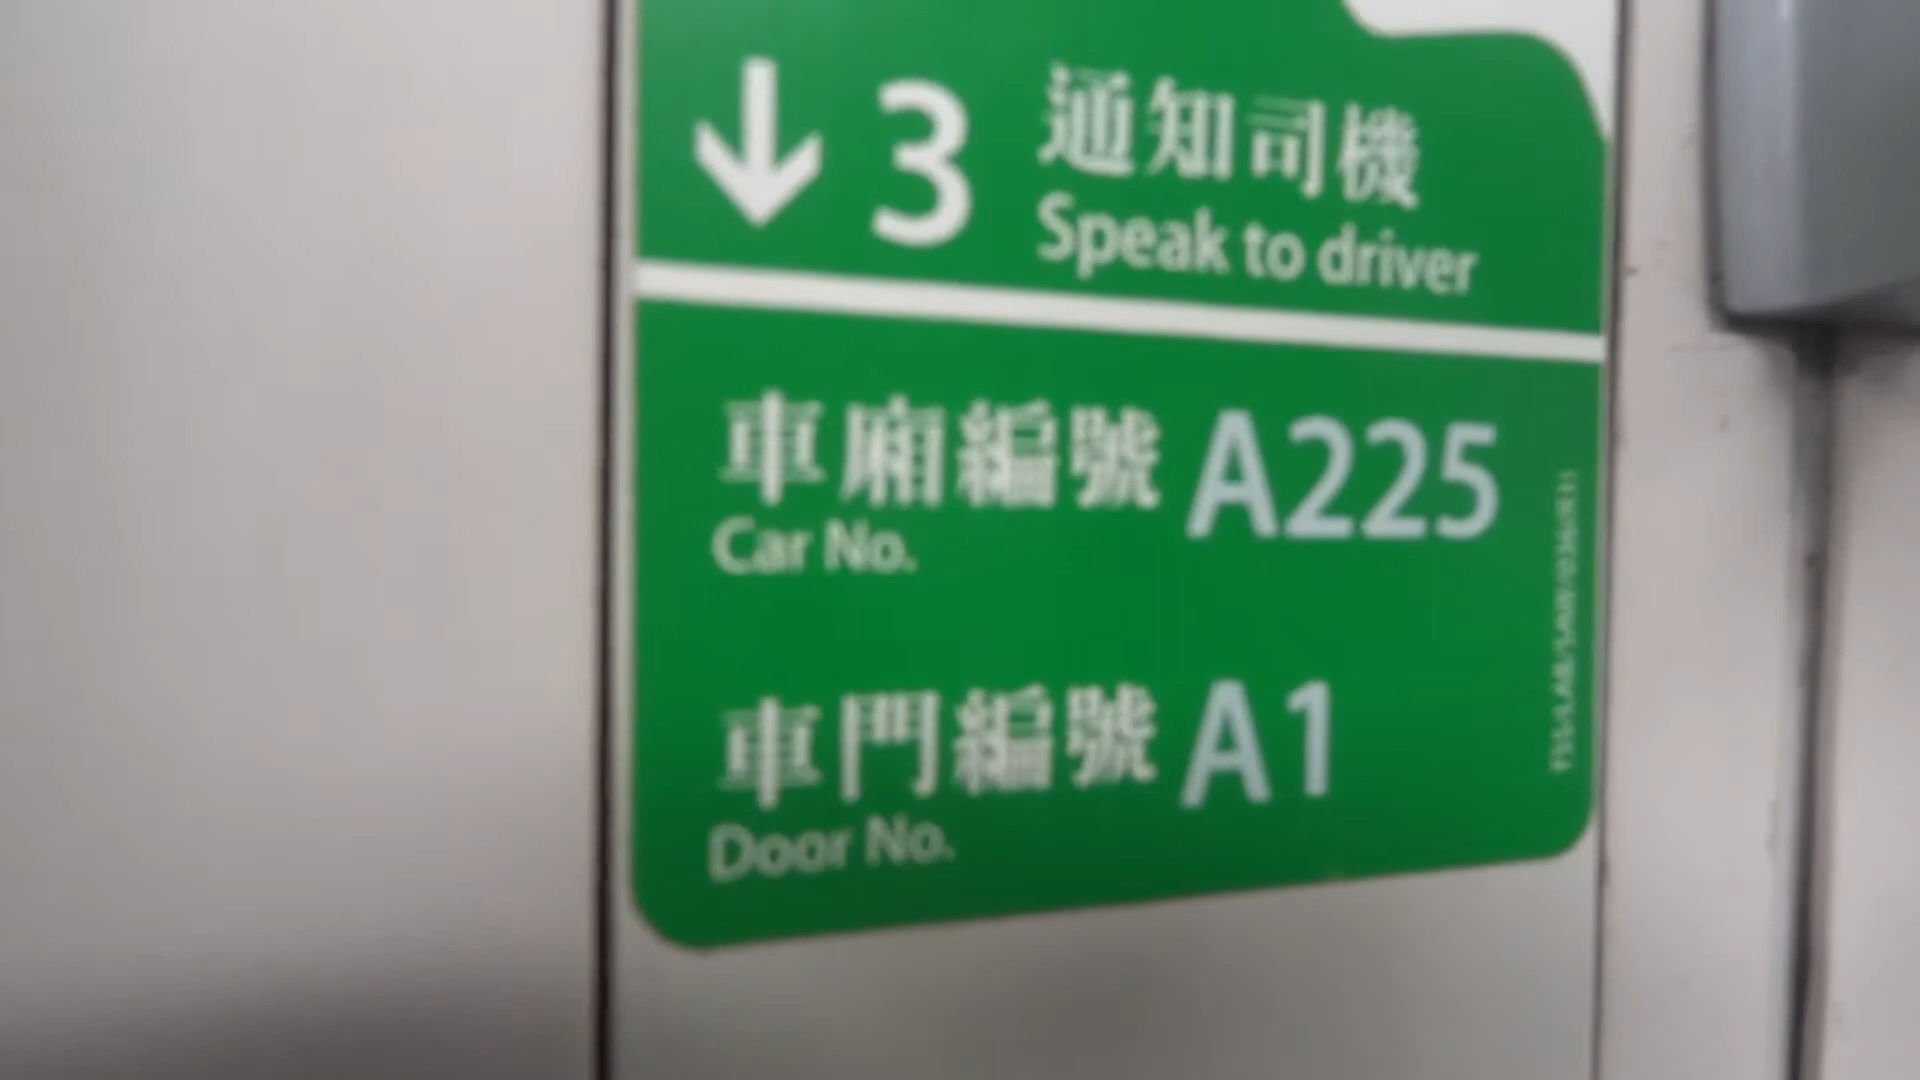 ↓ 3 通知司機
Speak to driver
車廂編號 A225
Car No.
車門編號 A1
Door No.